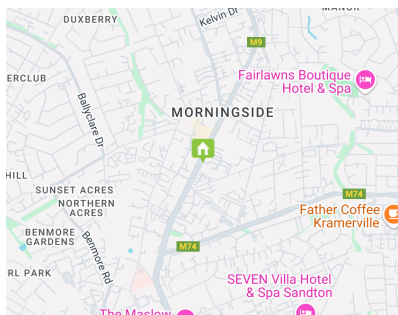 DUXBERRY
Kelvin Dr
M9
ERCLUB
Fairlawns Boutique
Hotel & Spa
Ballyclare Dr
MORNINGSIDE
HILL
SUNSET ACRES
NORTHERN
ACRES
M74
Father Coffee
Kramerville
BENMORE
GARDENS
Benmore Rd
M74
RL PARK
SEVEN Villa Hotel
& Spa Sandton
The Maslow